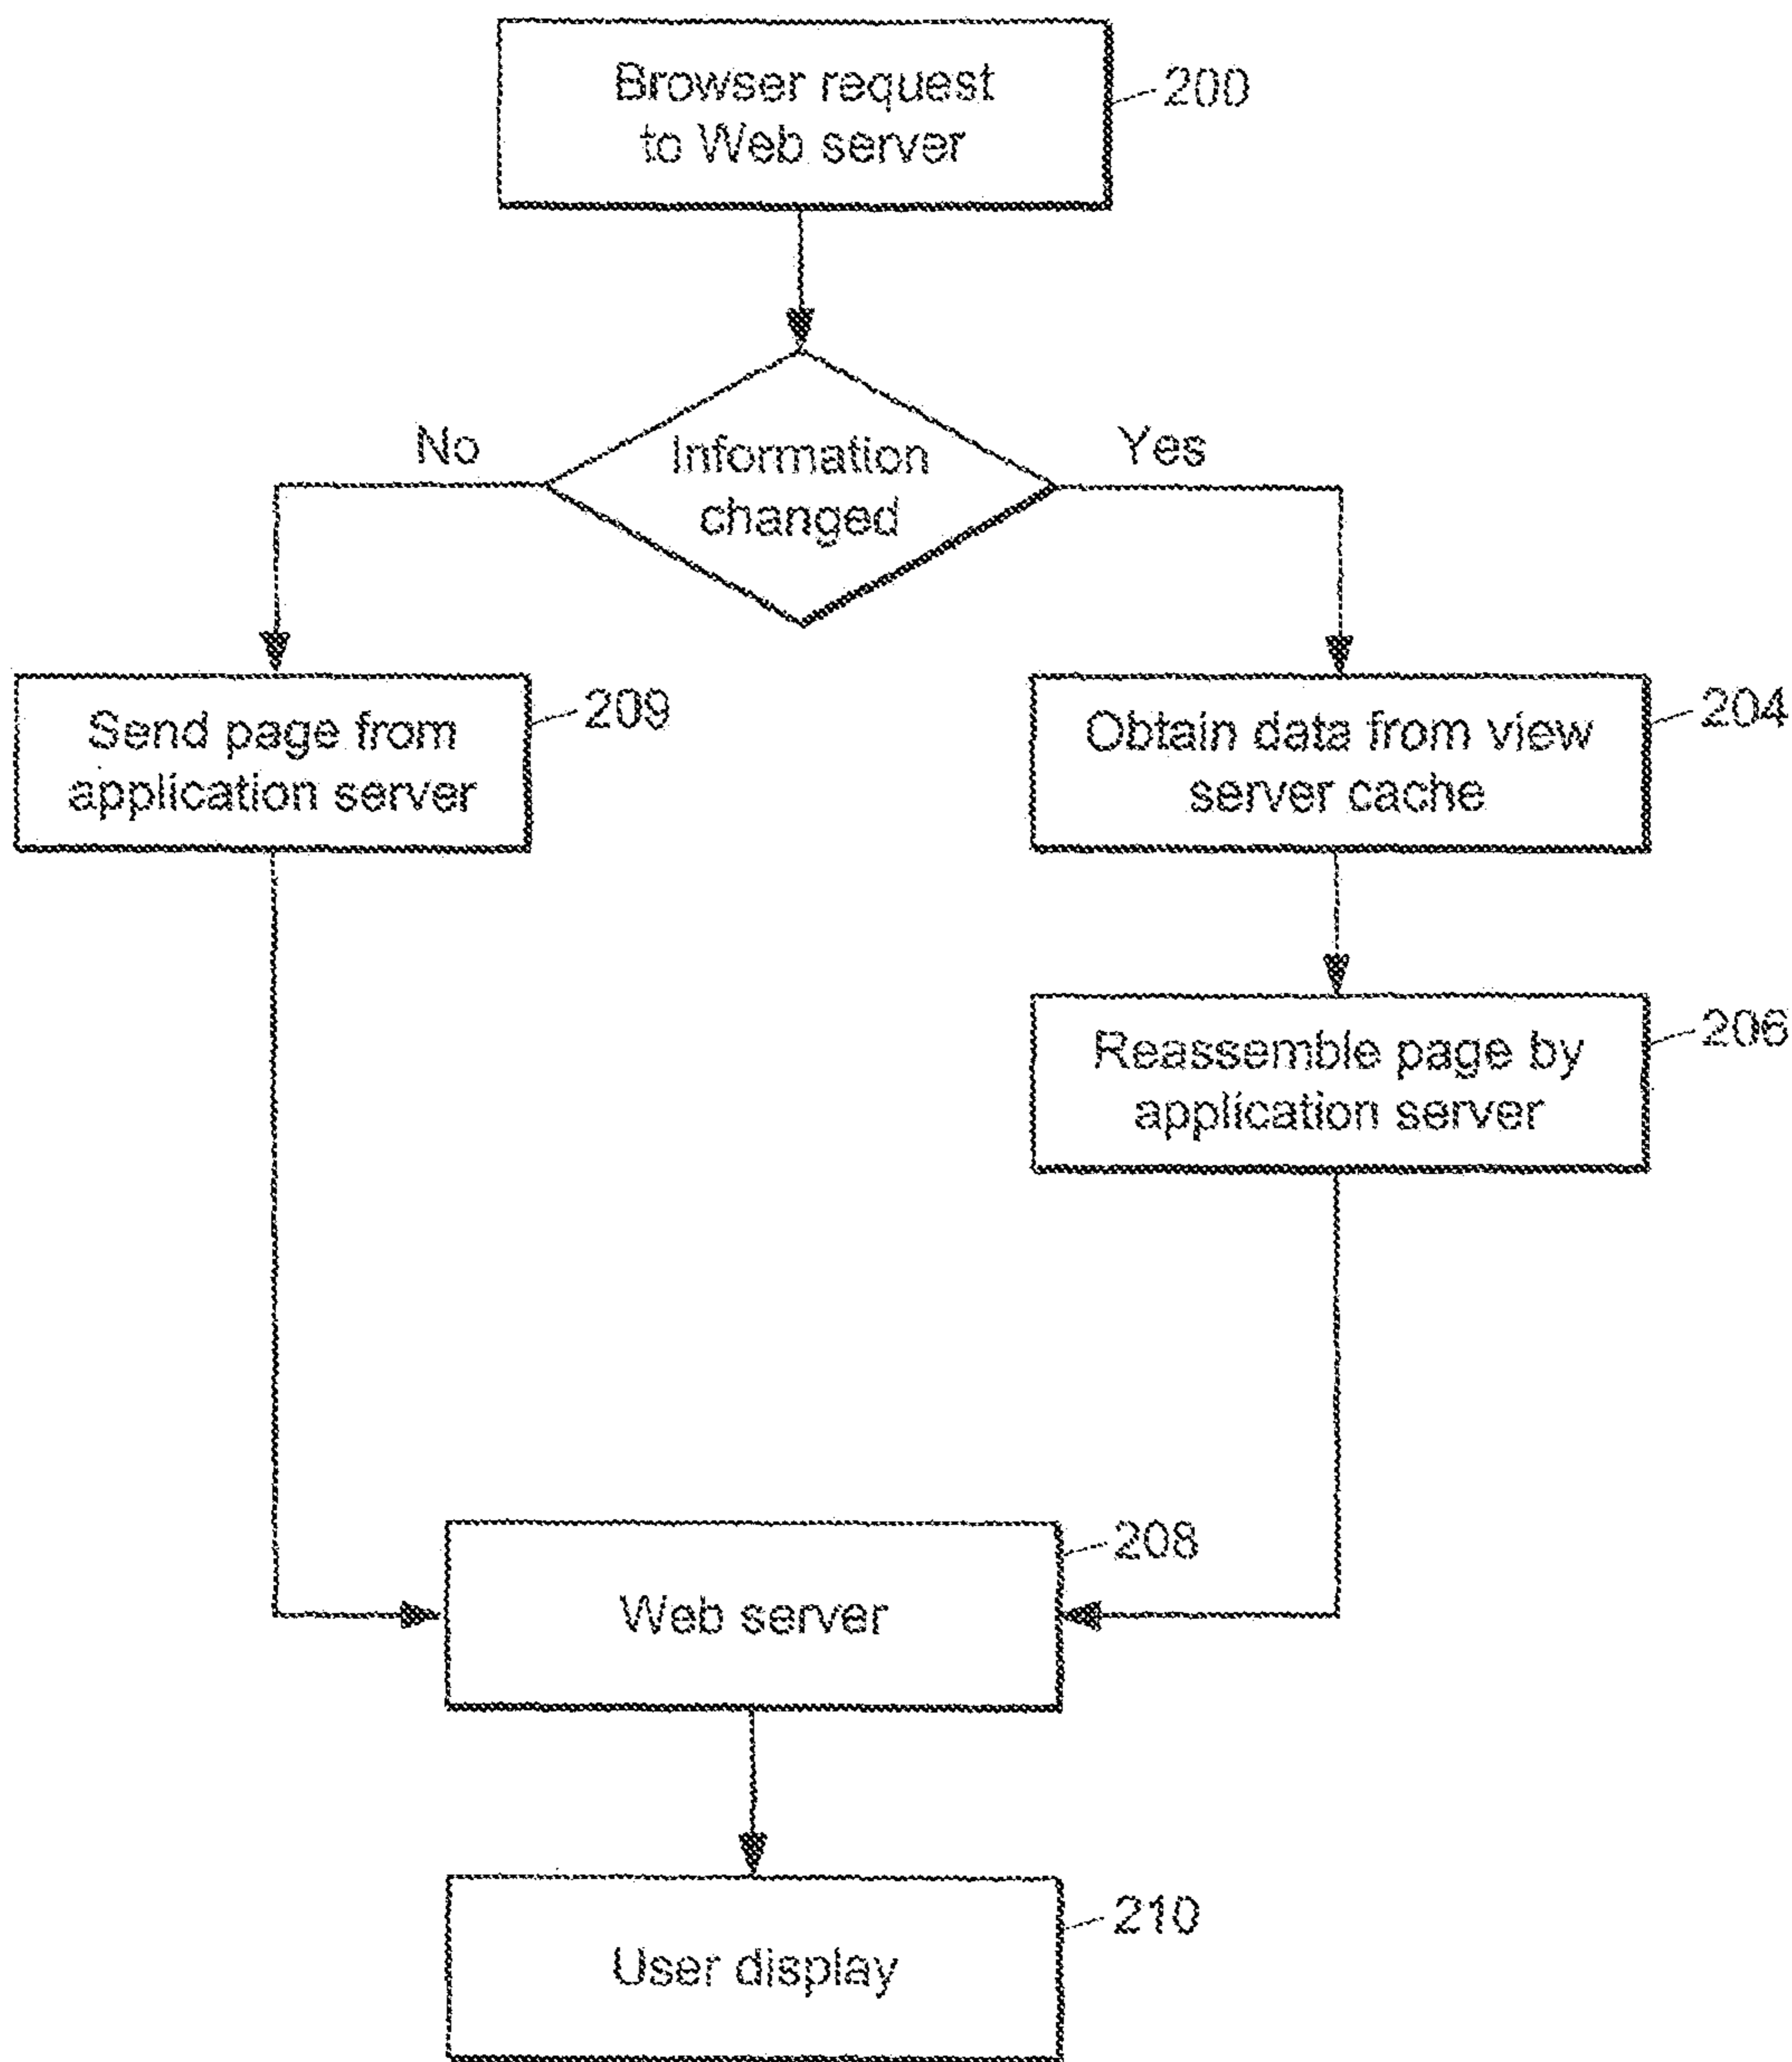 Browser request
to Web server
200
No
Information
changed
Yes
Send page from
application server
209
Obtain data from view
server cache
204
Reassemble page by
application server
206
Web server
208
User display
210